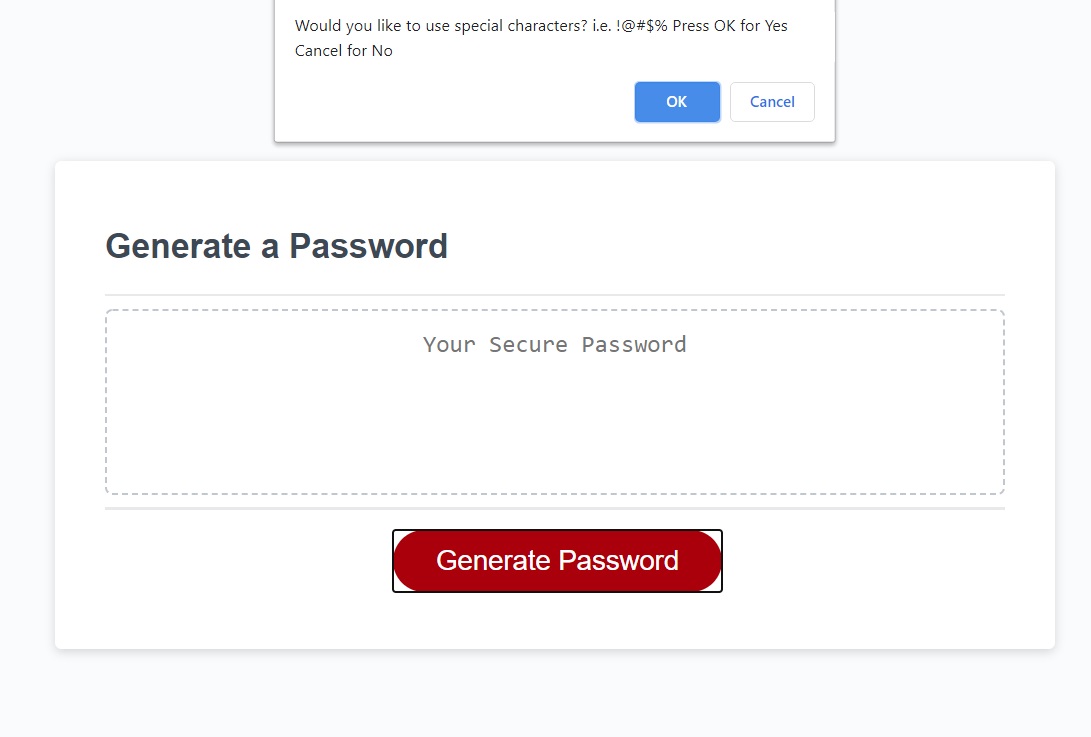 Would you like to use special characters? i.e. !@#$% Press OK for Yes
Cancel for No
OK
Cancel
Generate a Password
Your Secure Password
Generate Password